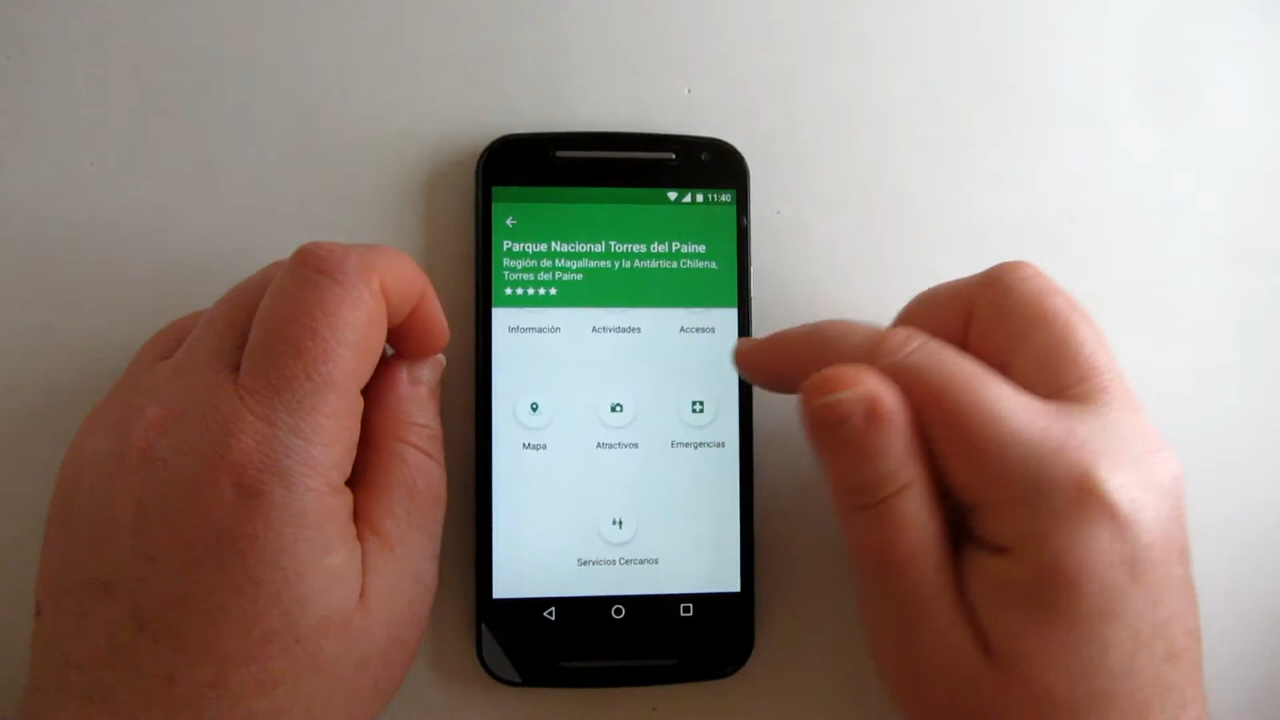 11:40
Parque Nacional Torres del Paine
Región de Magallanes y la Antártica Chilena,
Torres del Paine
Información Actividades Accesos
Mapa Atractivos Emergencias
Servicios Cercanos